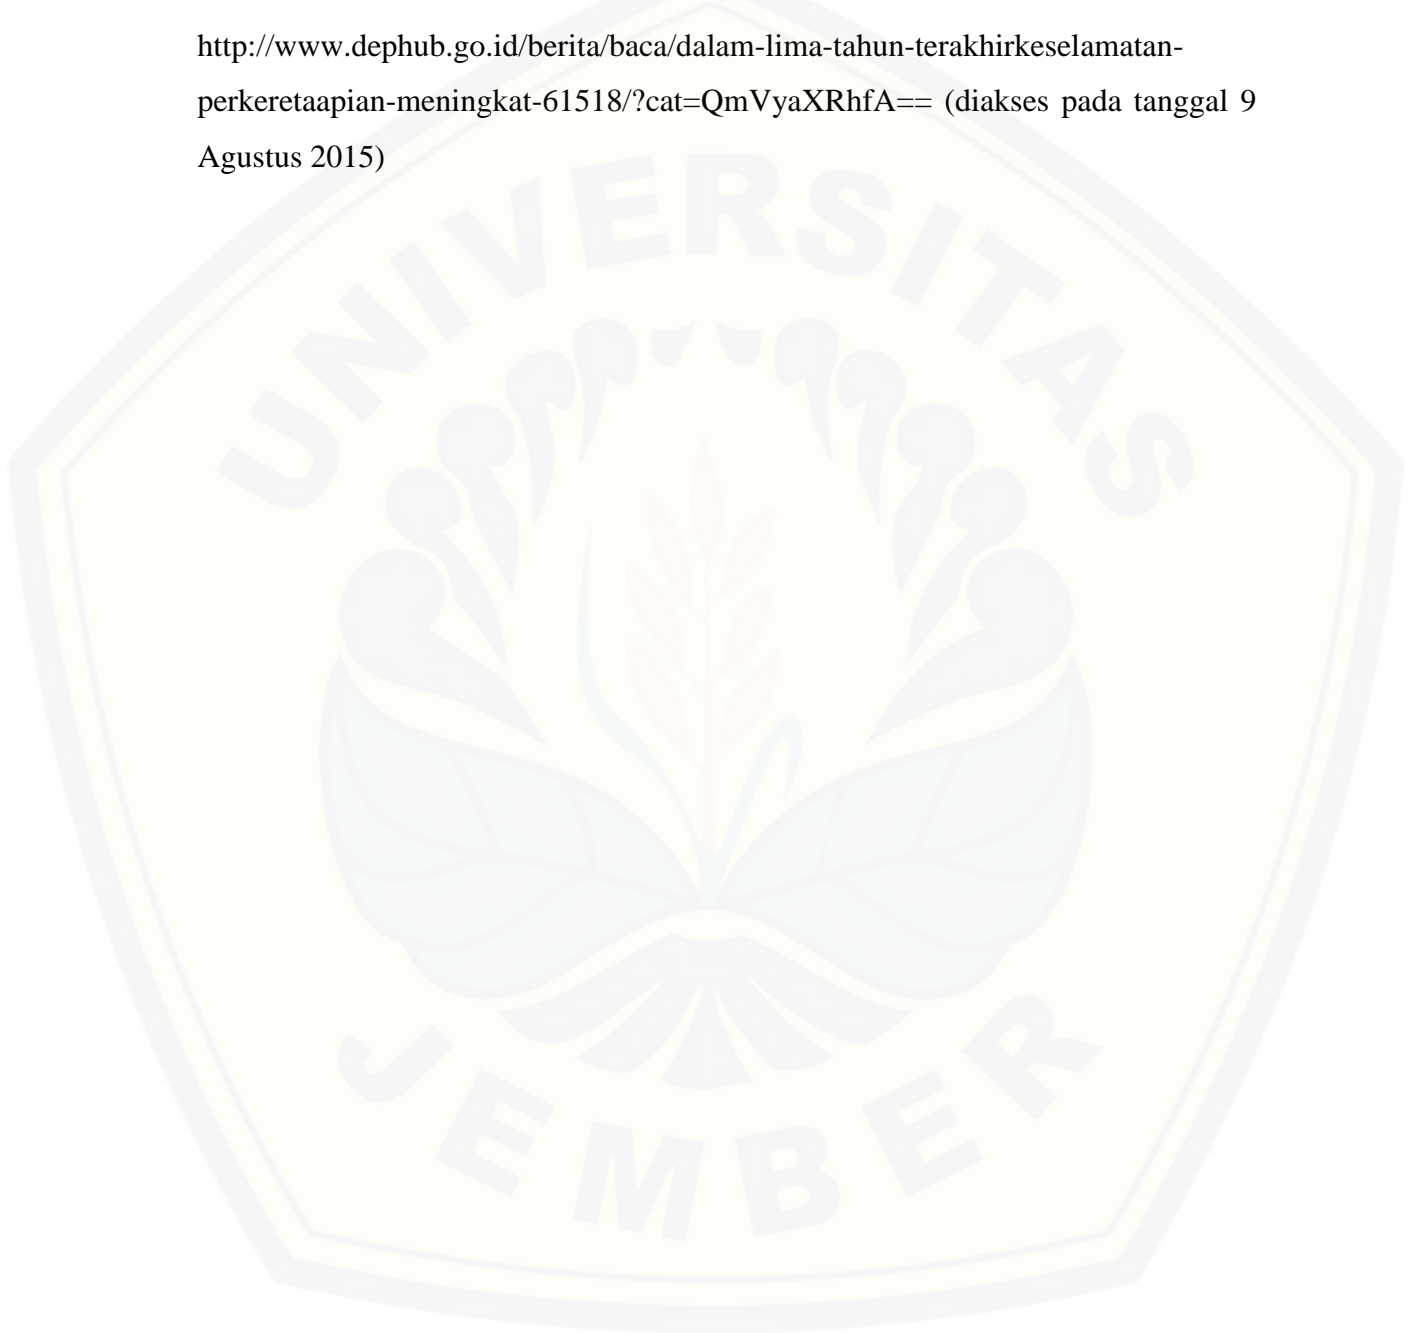 http://www.dephub.go.id/berita/baca/dalam-lima-tahun-terakhirkeselamatan-
perkeretaapian-meningkat-61518/?cat=QmVyaXRhfA== (diakses pada tanggal 9
Agustus 2015)
UNIVERSITAS
JEMBER